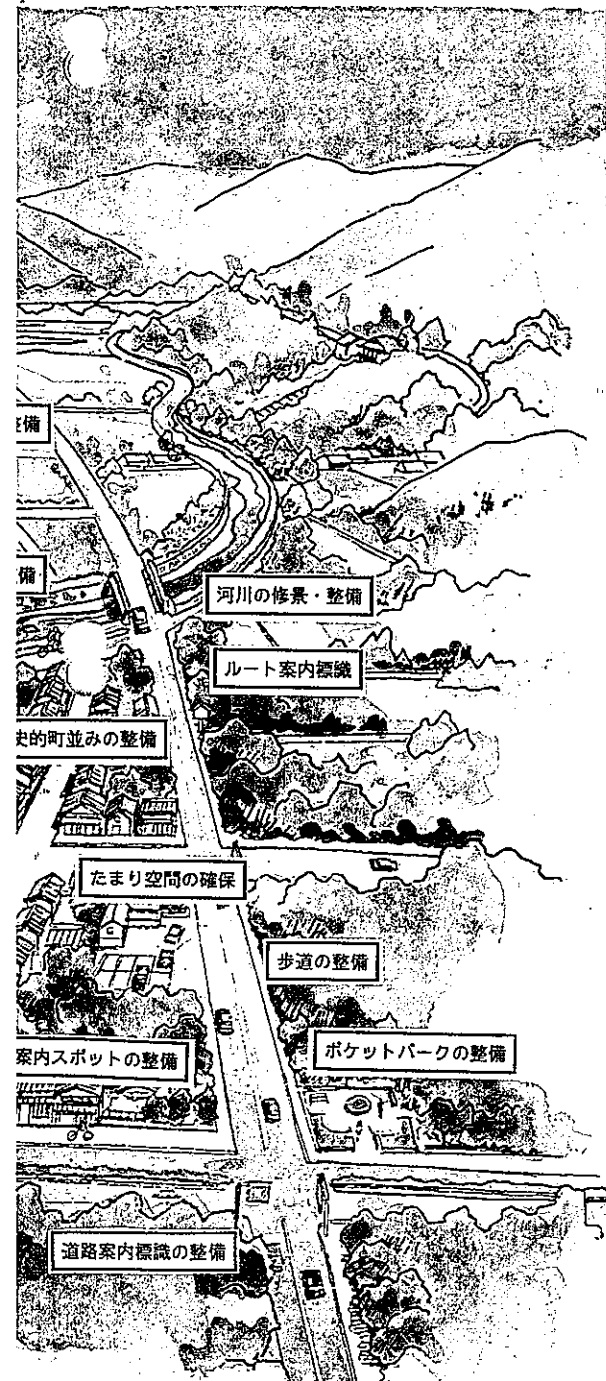 整備
備
河川の修景・整備
ルート案内標識
史的町並みの整備
たまり空間の確保
歩道の整備
案内スポットの整備
ポケットパークの整備
道路案内標識の整備